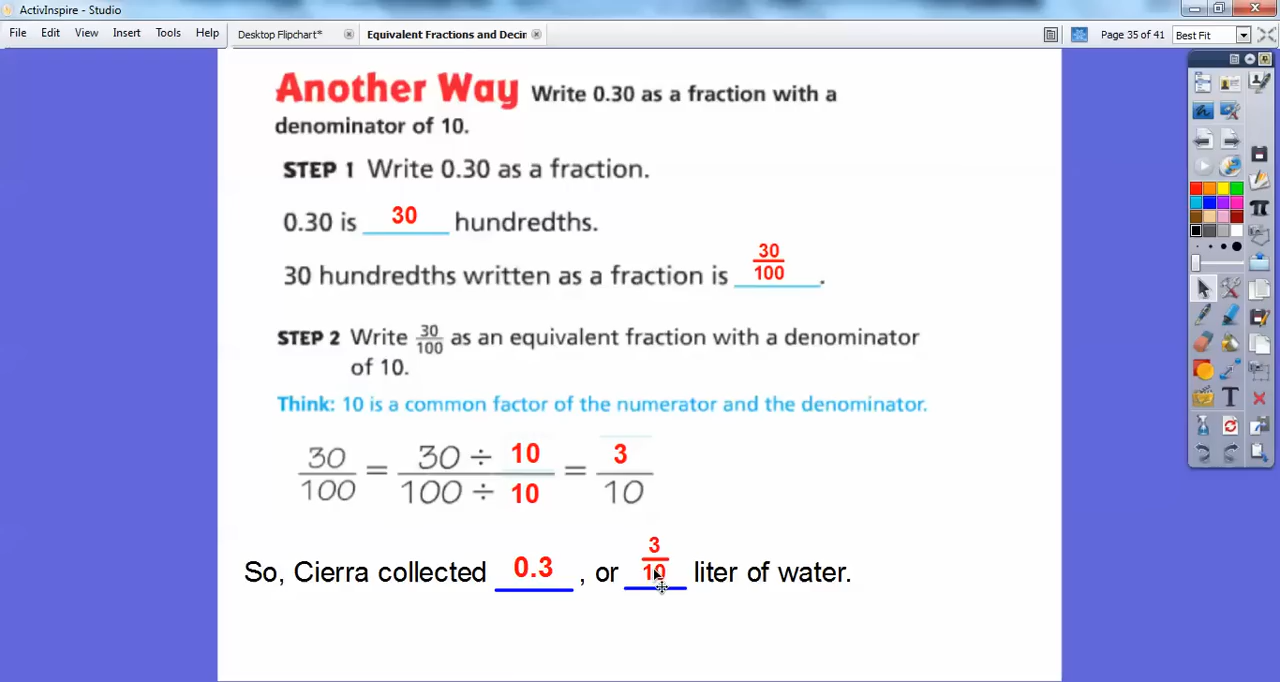 ActivInspire - Studio
File Edit View Insert Tools Help Desktop Flipchart* Equivalent Fractions and Decin Page 35 of 41 Best Fit
Another Way Write 0.30 as a fraction with a
denominator of 10.
STEP 1 Write 0.30 as a fraction.
0.30 is 30 hundredths.
30 hundredths written as a fraction is 30/100.
STEP 2 Write 30/100 as an equivalent fraction with a denominator
of 10.
Think: 10 is a common factor of the numerator and the denominator.
30/100 = 30 ÷ 10/100 ÷ 10 = 3/10
So, Cierra collected 0.3, or 3/10 liter of water.